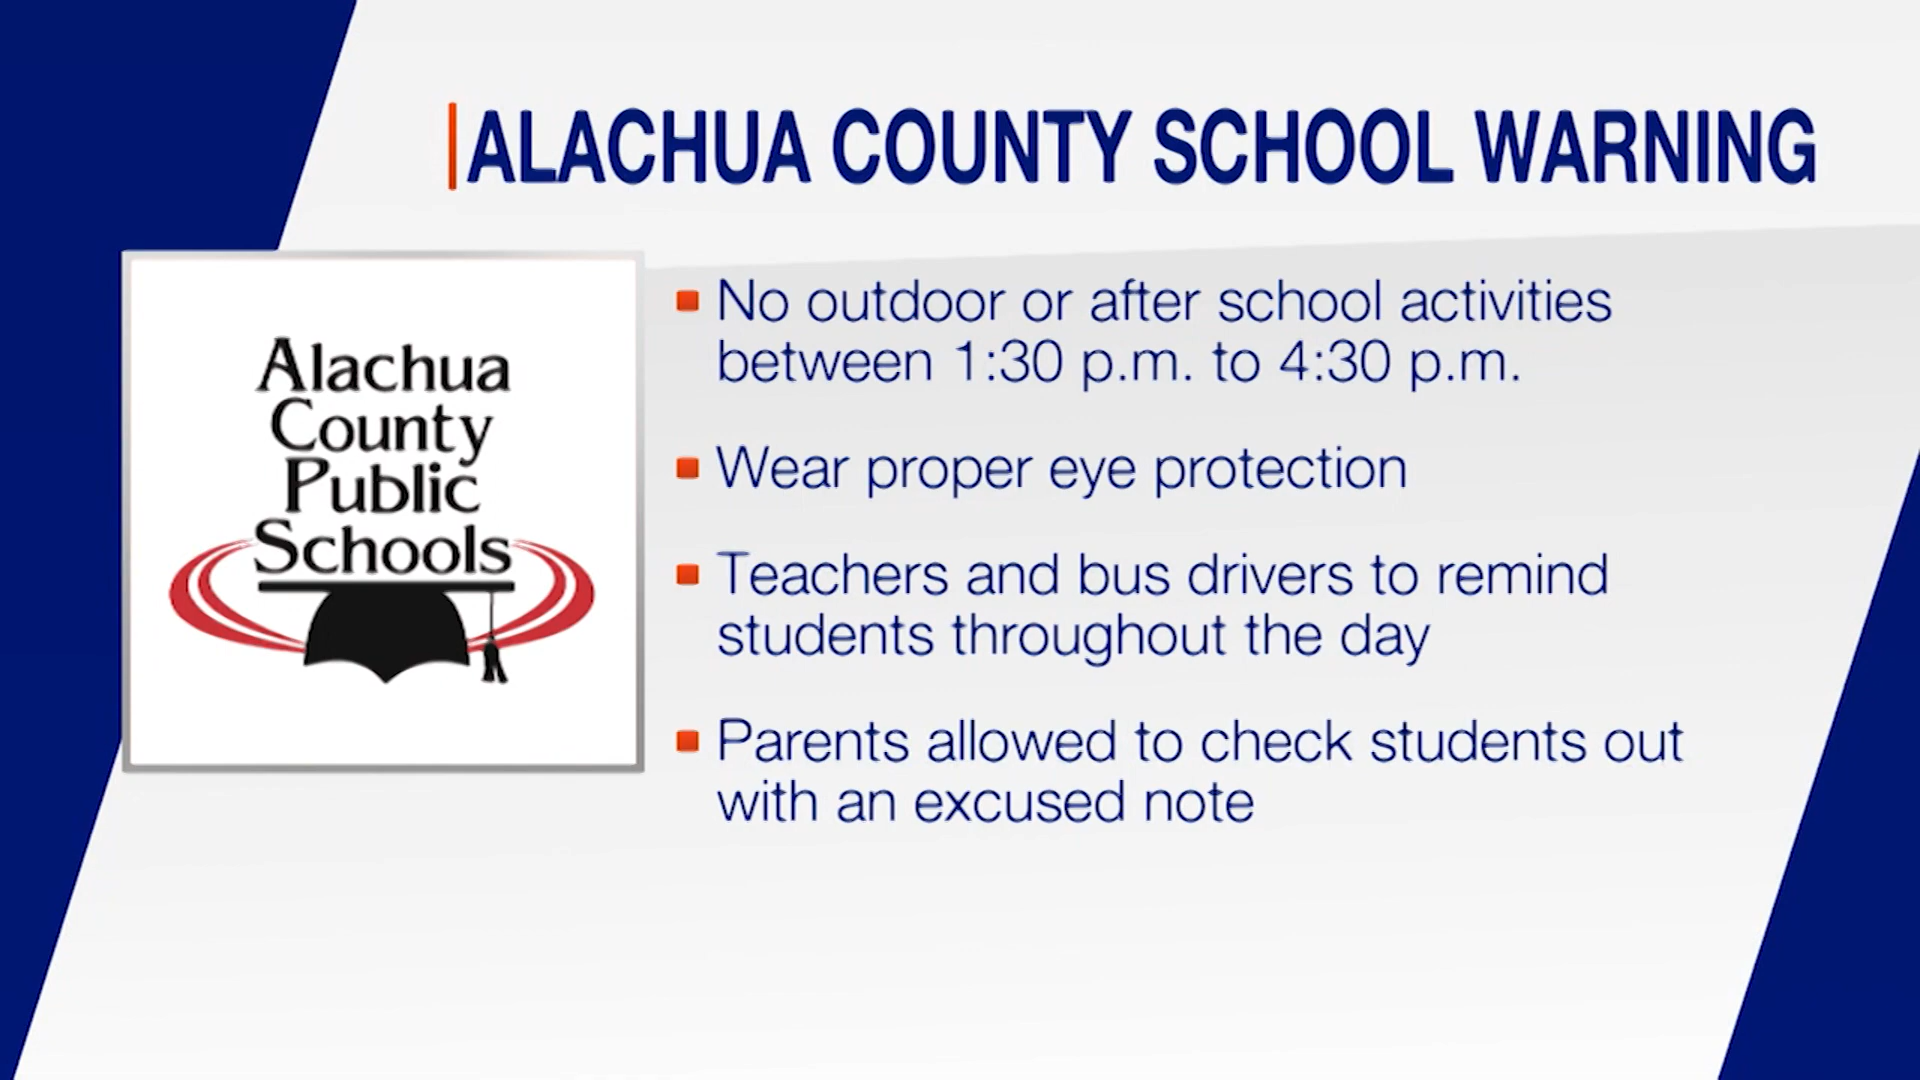 ALACHUA COUNTY SCHOOL WARNING
Alachua
County
Public
Schools
No outdoor or after school activities
between 1:30 p.m. to 4:30 p.m.
Wear proper eye protection
Teachers and bus drivers to remind
students throughout the day
Parents allowed to check students out
with an excused note